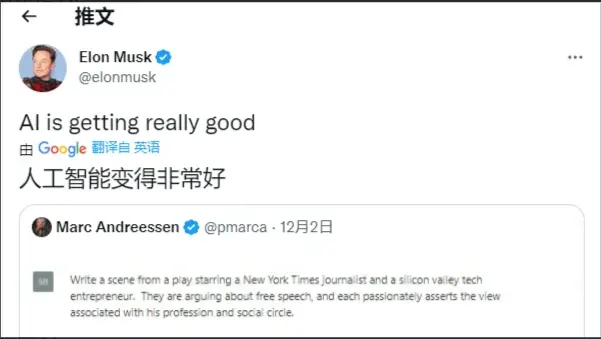 推文
Elon Musk
@elonmusk
AI is getting really good
由 Google 翻译自 英语
人工智能变得非常好
Marc Andreessen @pmarca · 12月2日
SB
Write a scene from a play starring a New York Times journalist and a silicon valley tech
entrepreneur. They are arguing about free speech, and each passionately asserts the view
associated with his profession and social circle.